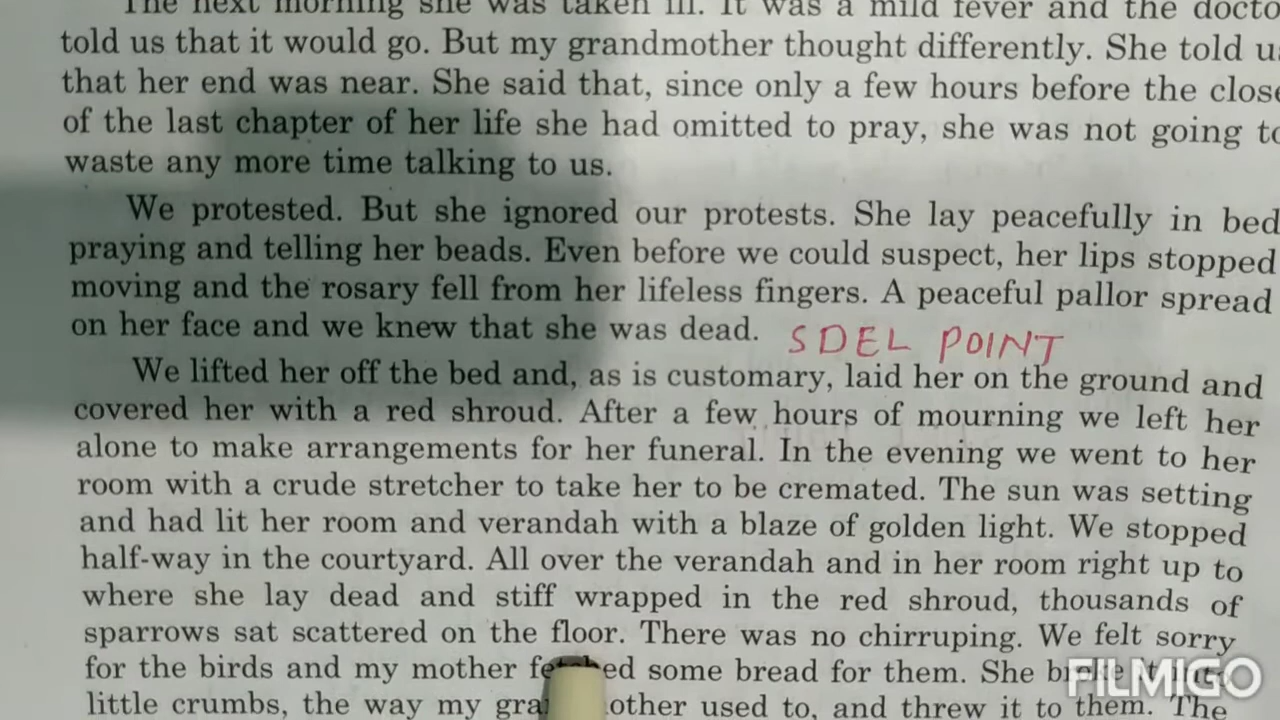 The next morning she was taken ill. It was a mild fever and the docto
told us that it would go. But my grandmother thought differently. She told us
that her end was near. She said that, since only a few hours before the close
of the last chapter of her life she had omitted to pray, she was not going to
waste any more time talking to us.
We protested. But she ignored our protests. She lay peacefully in bed
praying and telling her beads. Even before we could suspect, her lips stopped
moving and the rosary fell from her lifeless fingers. A peaceful pallor spread
on her face and we knew that she was dead. SDEL POINT
We lifted her off the bed and, as is customary, laid her on the ground and
covered her with a red shroud. After a few hours of mourning we left her
alone to make arrangements for her funeral. In the evening we went to her
room with a crude stretcher to take her to be cremated. The sun was setting
and had lit her room and verandah with a blaze of golden light. We stopped
half-way in the courtyard. All over the verandah and in her room right up to
where she lay dead and stiff wrapped in the red shroud, thousands of
sparrows sat scattered on the floor. There was no chirruping. We felt sorry
for the birds and my mother fetched some bread for them. She
little crumbs, the way my used to, and threw it to them. The
FILMIGO